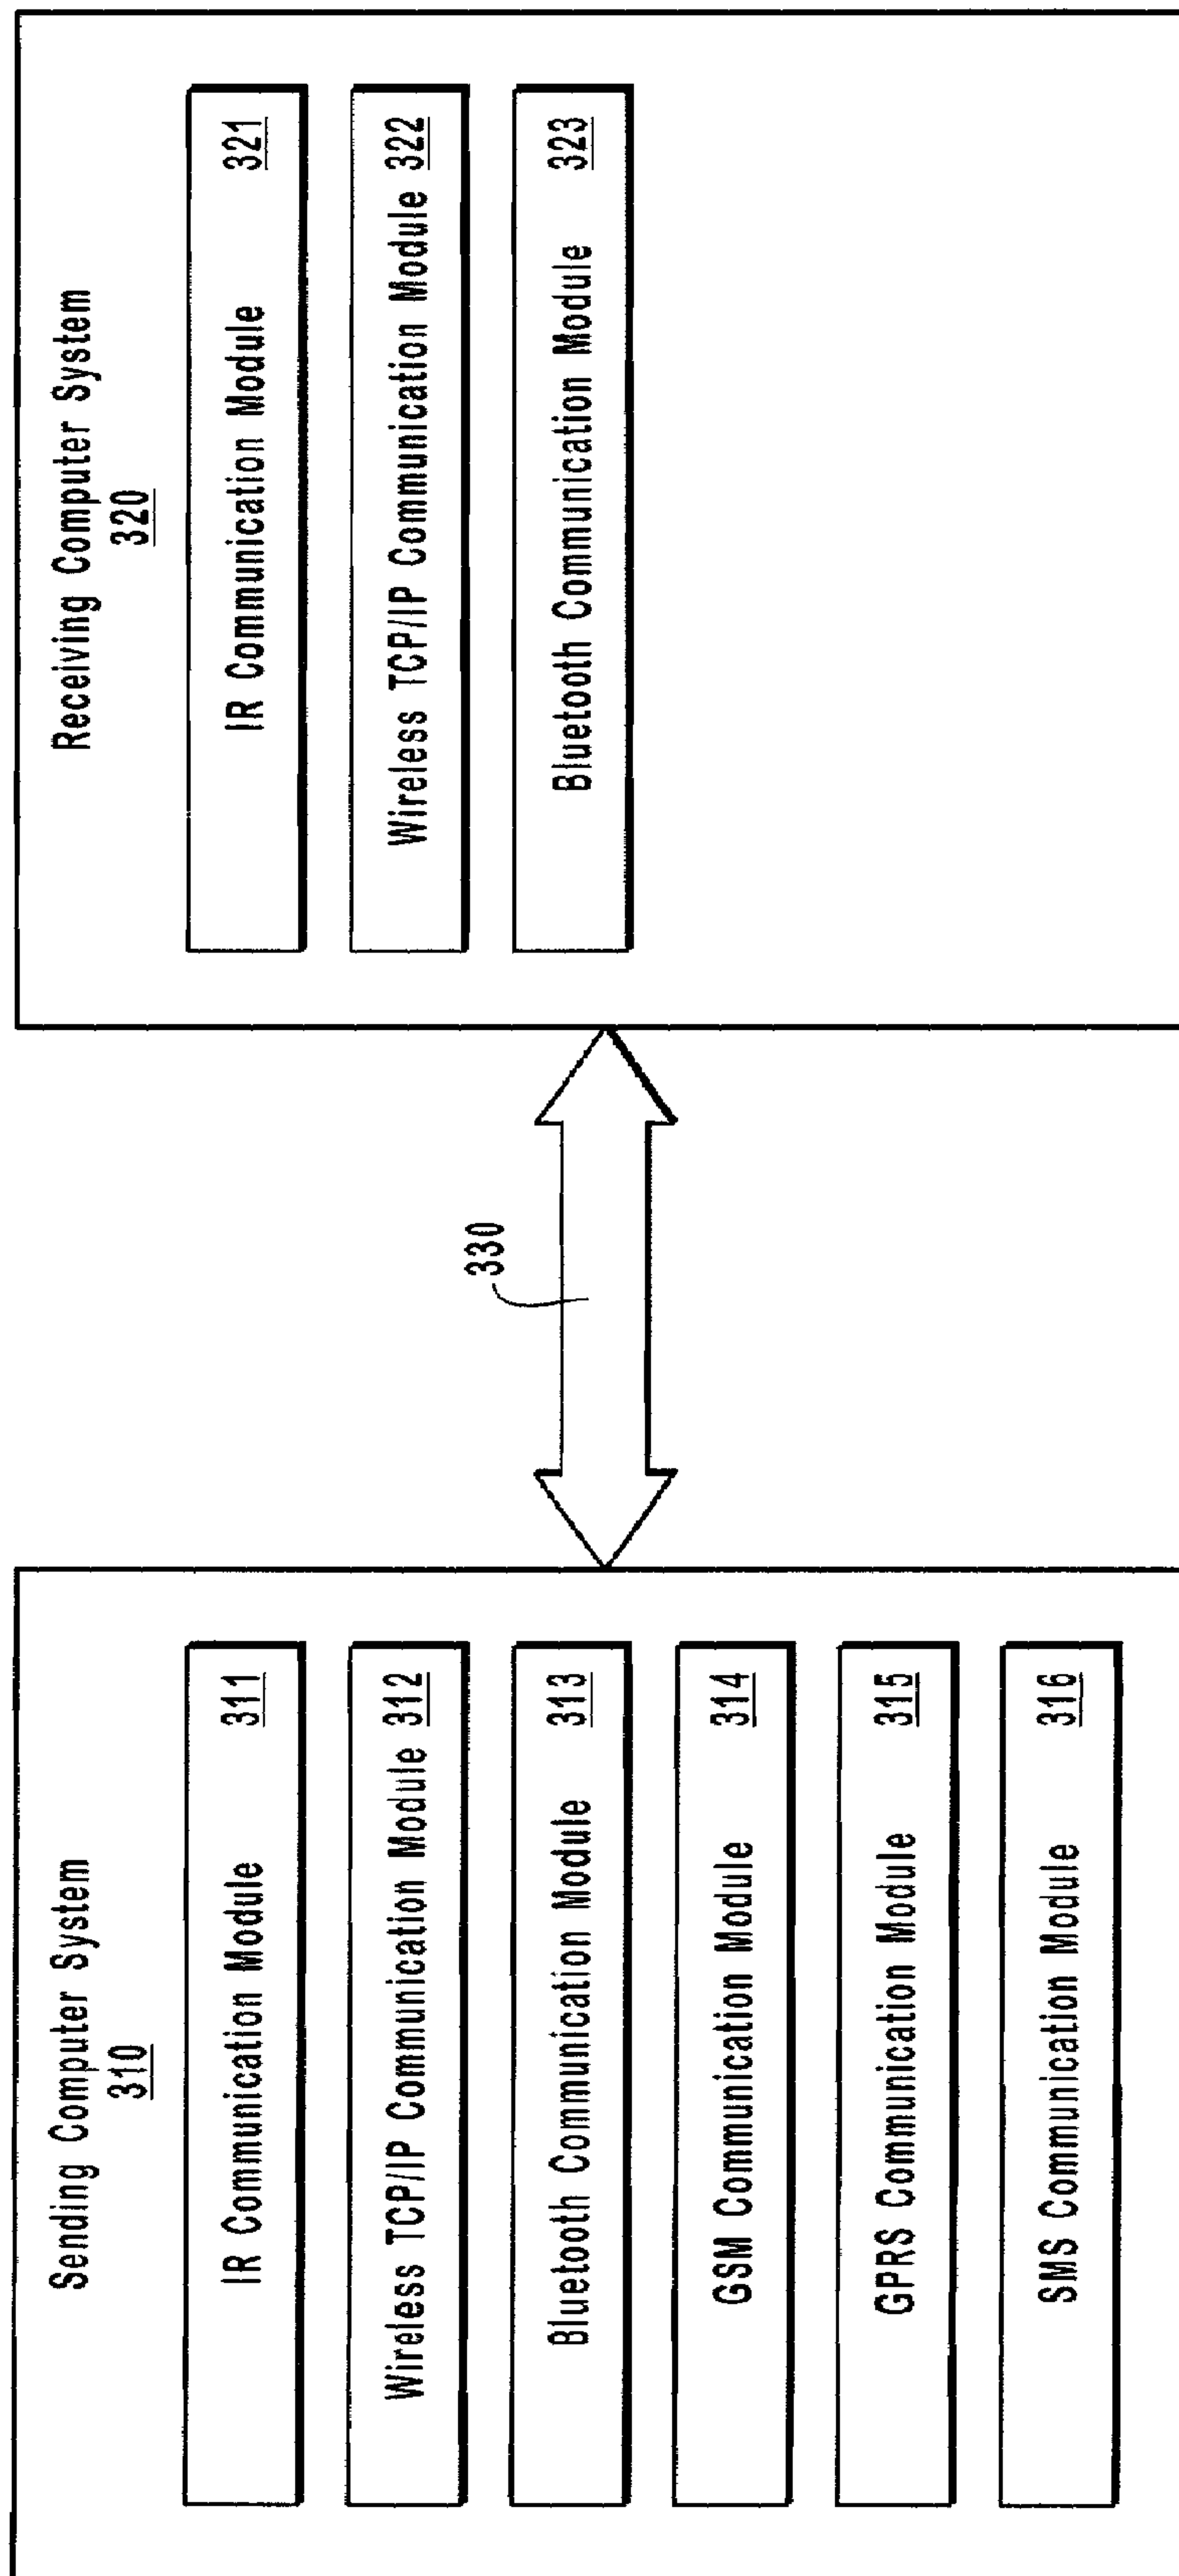 Sending Computer System
310
IR Communication Module 311
Wireless TCP/IP Communication Module 312
Bluetooth Communication Module 313
GSM Communication Module 314
GPRS Communication Module 315
SMS Communication Module 316
330
Receiving Computer System
320
IR Communication Module 321
Wireless TCP/IP Communication Module 322
Bluetooth Communication Module 323